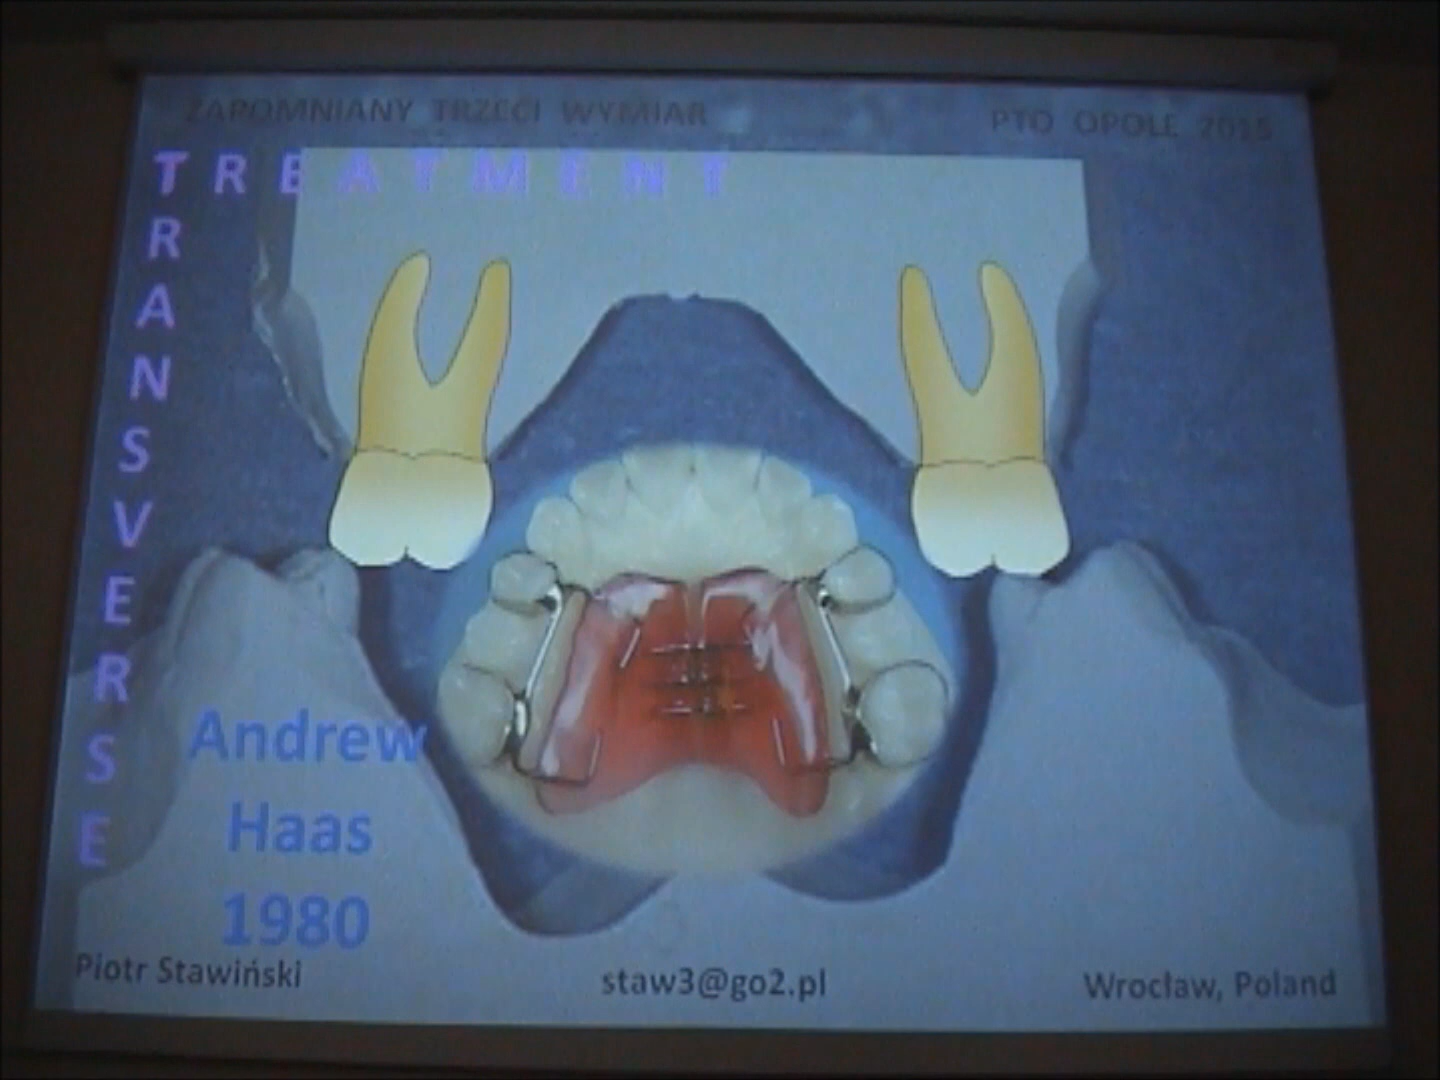 ZAPOMNIANY TRZECI WYMIAR
PTO OPOLE 2015
TREATMENT
TRANSVERSE
Andrew
Haas
1980
Piotr Stawiński
staw3@go2.pl
Wrocław, Poland